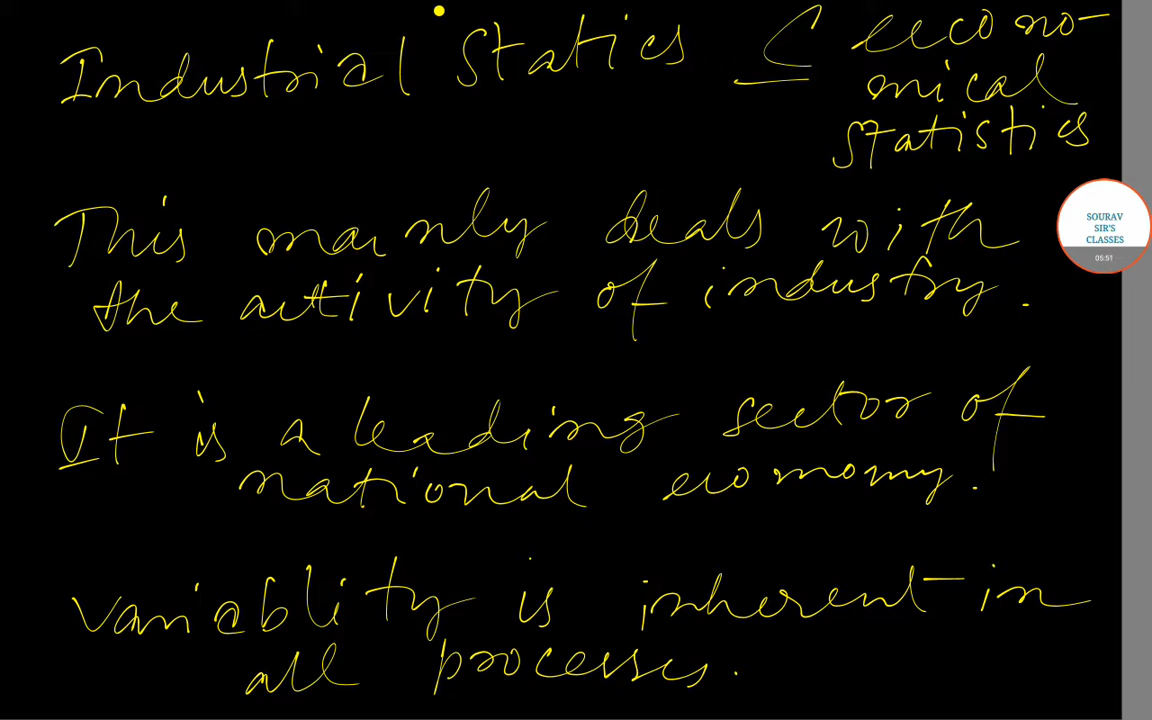 Industrial Statics ⊆ eecono-
mical
statistics
This mainly deals with
the activity of industry.
It is a leading sector of
national economy.
Variablity is inherent in
all processes.
SOURAV
SIR'S
CLASSES
05:51